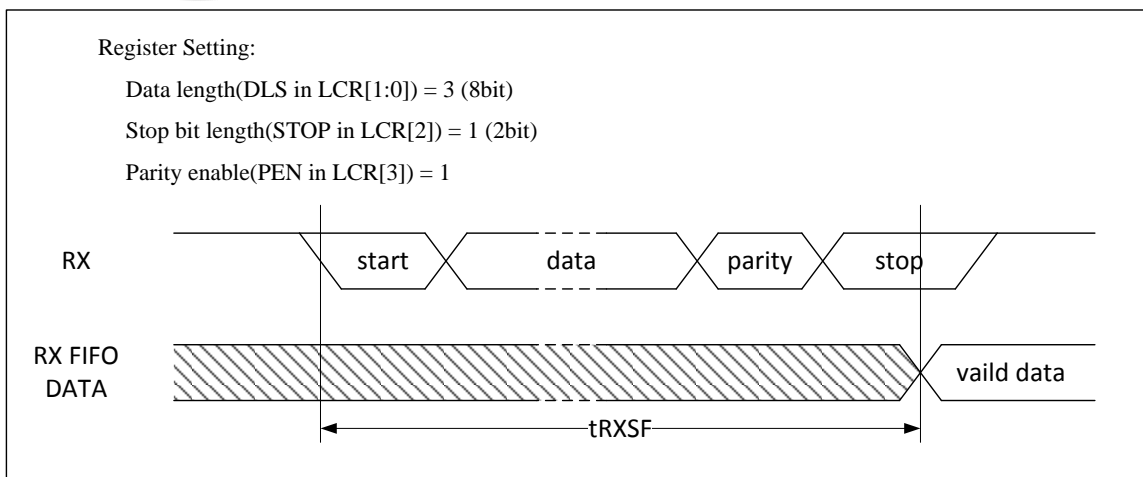 Register Setting:
Data length(DLS in LCR[1:0]) = 3 (8bit)
Stop bit length(STOP in LCR[2]) = 1 (2bit)
Parity enable(PEN in LCR[3]) = 1
RX start data parity stop
RX FIFO
DATA
vaild data
tRXSF